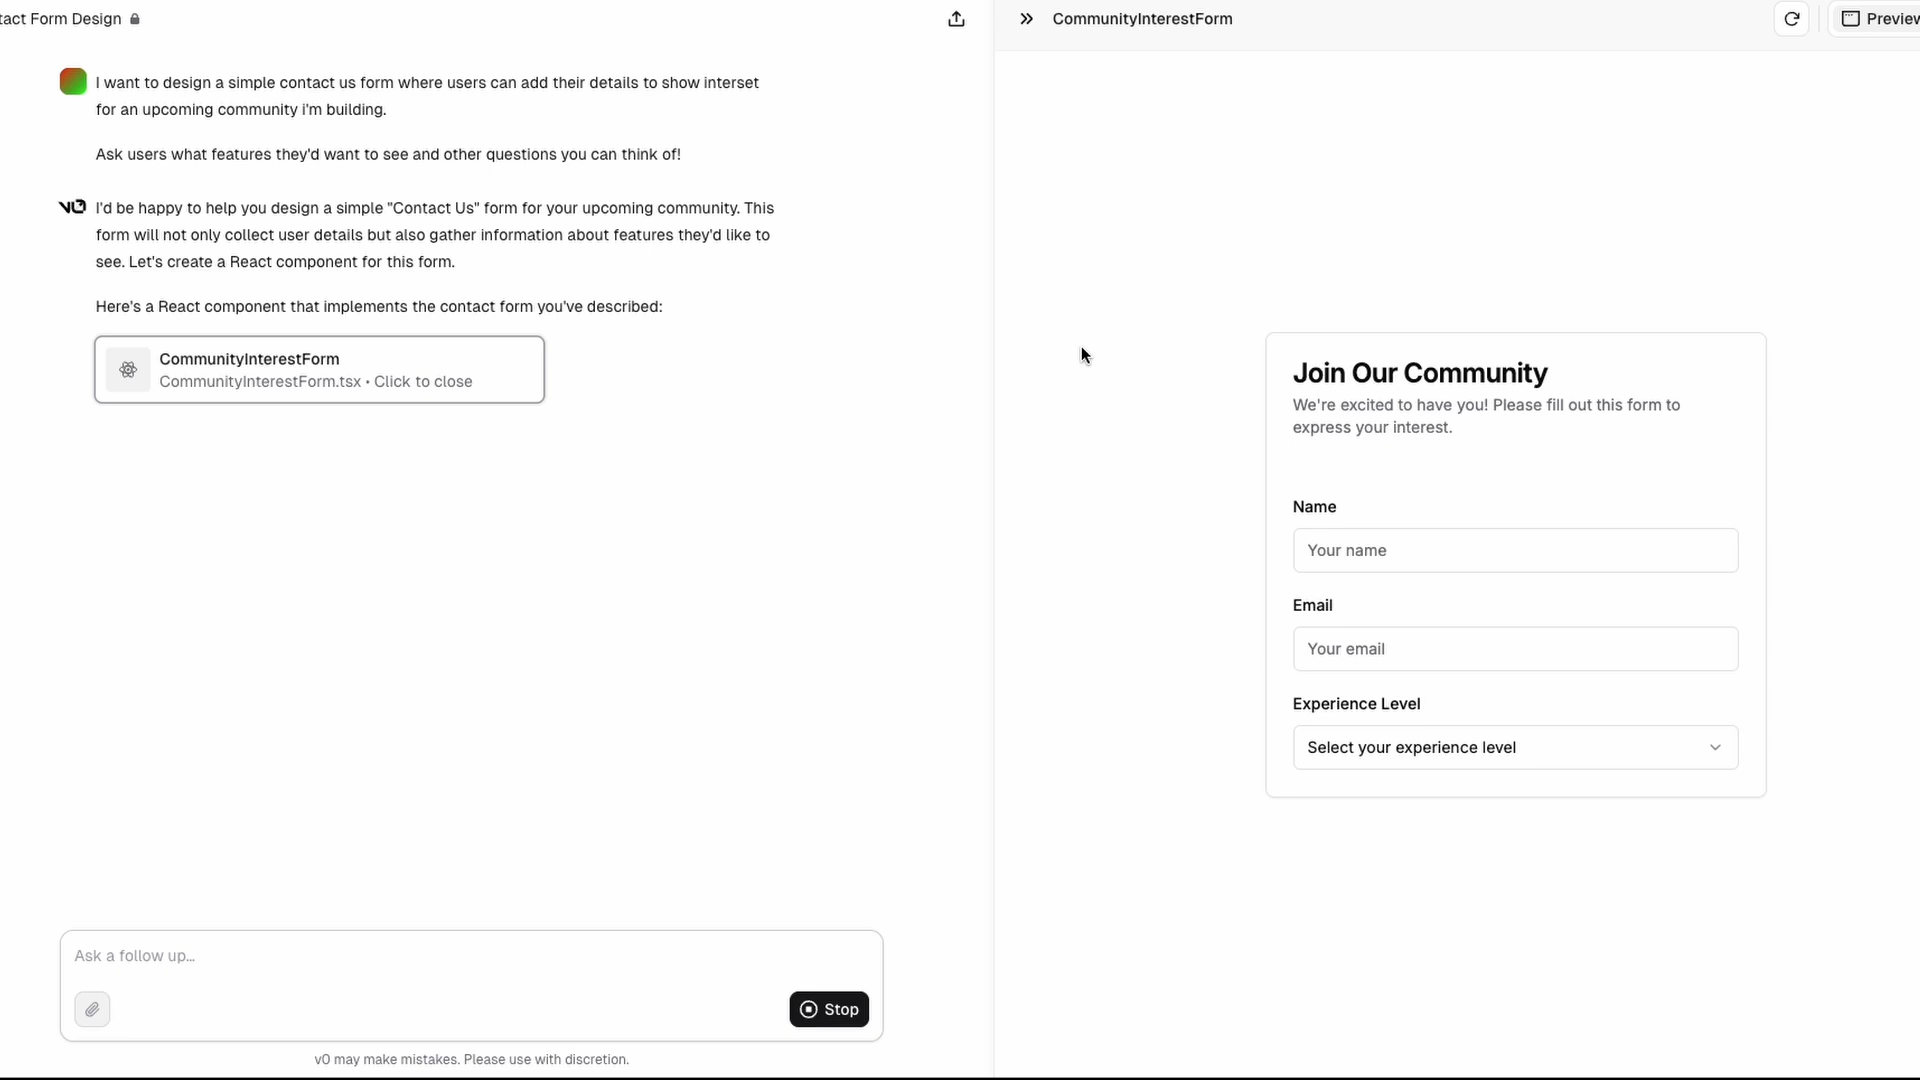 tact Form Design
CommunityInterestForm
Preview
I want to design a simple contact us form where users can add their details to show interset
for an upcoming community i'm building.
Ask users what features they'd want to see and other questions you can think of!
v0
I'd be happy to help you design a simple "Contact Us" form for your upcoming community. This
form will not only collect user details but also gather information about features they'd like to
see. Let's create a React component for this form.
Here's a React component that implements the contact form you've described:
CommunityInterestForm
CommunityInterestForm.tsx • Click to close
Ask a follow up...
Stop
v0 may make mistakes. Please use with discretion.
Join Our Community
We're excited to have you! Please fill out this form to
express your interest.
Name
Your name
Email
Your email
Experience Level
Select your experience level